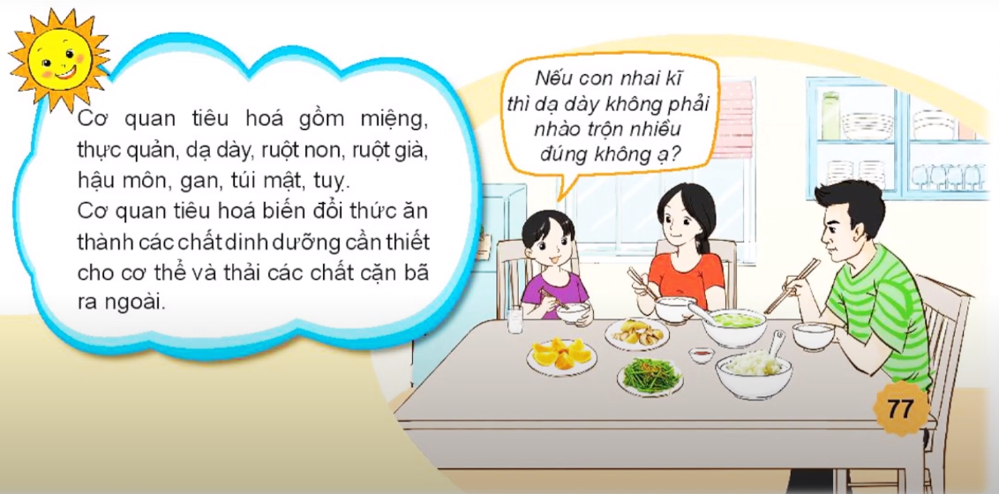 Cơ quan tiêu hoá gồm miệng,
thực quản, dạ dày, ruột non, ruột già,
hậu môn, gan, túi mật, tuỵ.
Cơ quan tiêu hoá biến đổi thức ăn
thành các chất dinh dưỡng cần thiết
cho cơ thể và thải các chất cặn bã
ra ngoài.
Nếu con nhai kĩ
thì dạ dày không phải
nhào trộn nhiều
đúng không ạ?
77